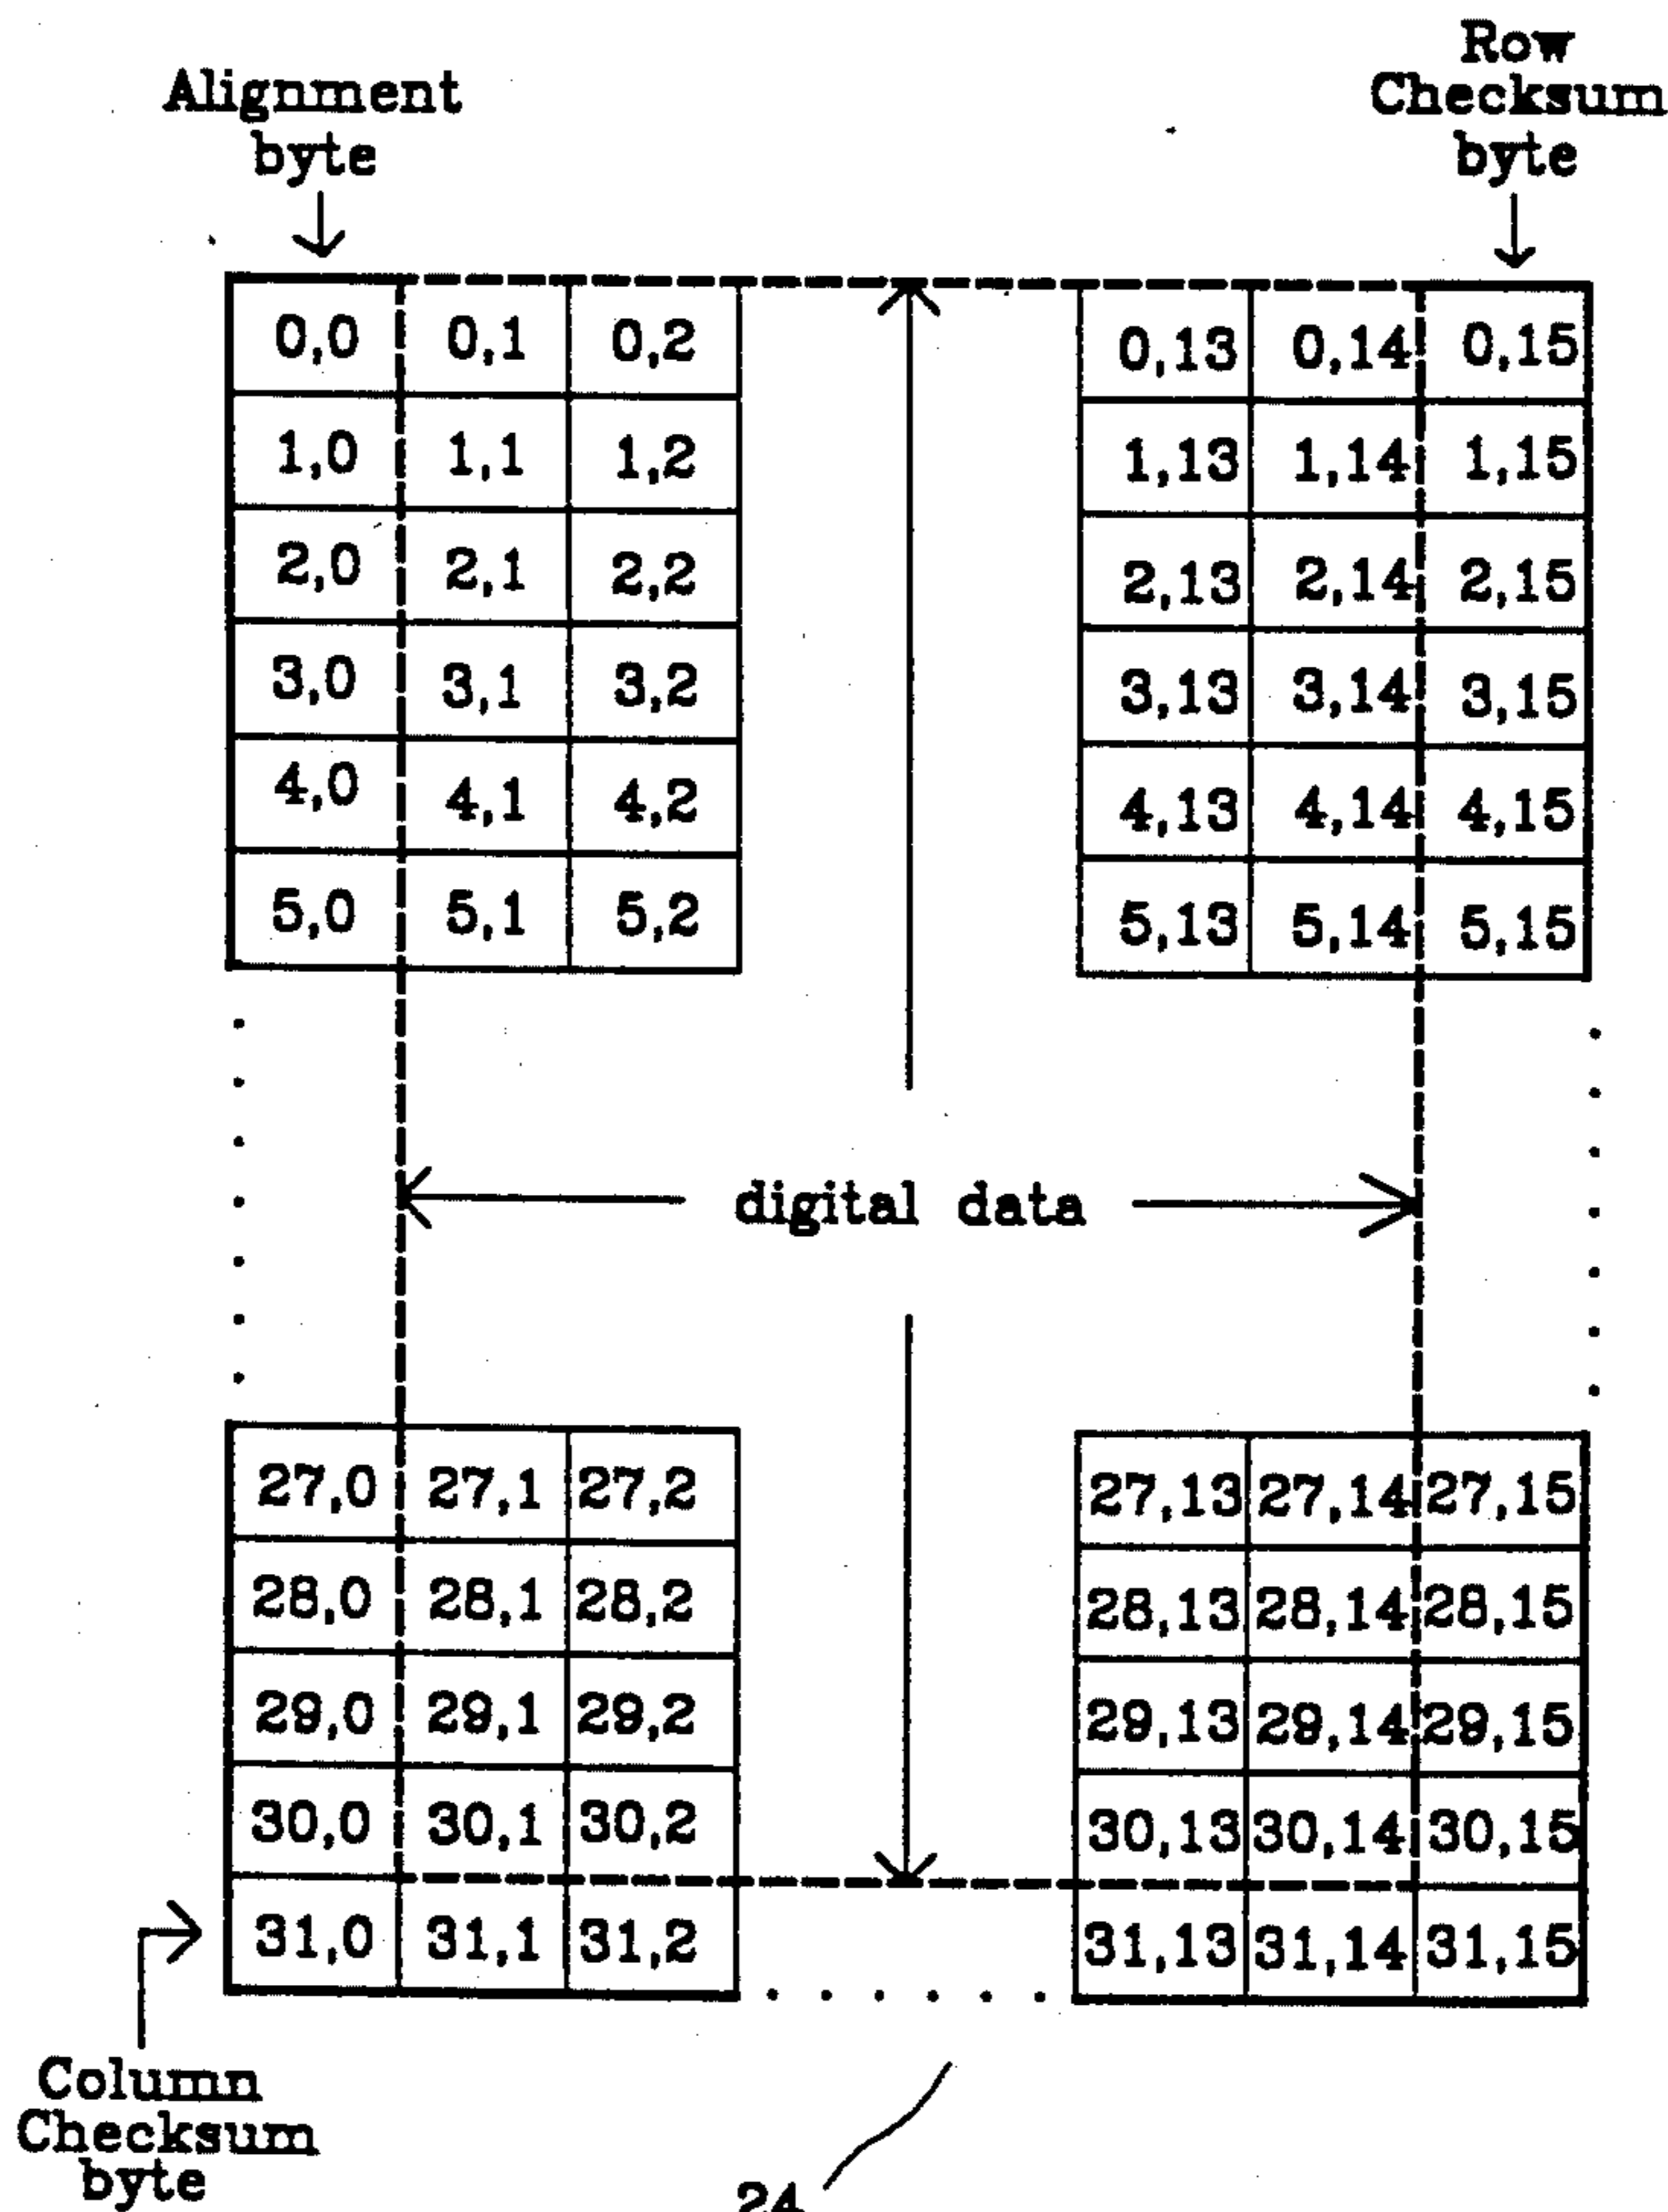 Alignment
byte
Row
Checksum
byte
0,0 0,1 0,2 0,13 0,14 0,15
1,0 1,1 1,2 1,13 1,14 1,15
2,0 2,1 2,2 2,13 2,14 2,15
3,0 3,1 3,2 3,13 3,14 3,15
4,0 4,1 4,2 4,13 4,14 4,15
5,0 5,1 5,2 5,13 5,14 5,15
digital data
27,0 27,1 27,2 27,13 27,14 27,15
28,0 28,1 28,2 28,13 28,14 28,15
29,0 29,1 29,2 29,13 29,14 29,15
30,0 30,1 30,2 30,13 30,14 30,15
31,0 31,1 31,2 31,13 31,14 31,15
Column
Checksum
byte
24